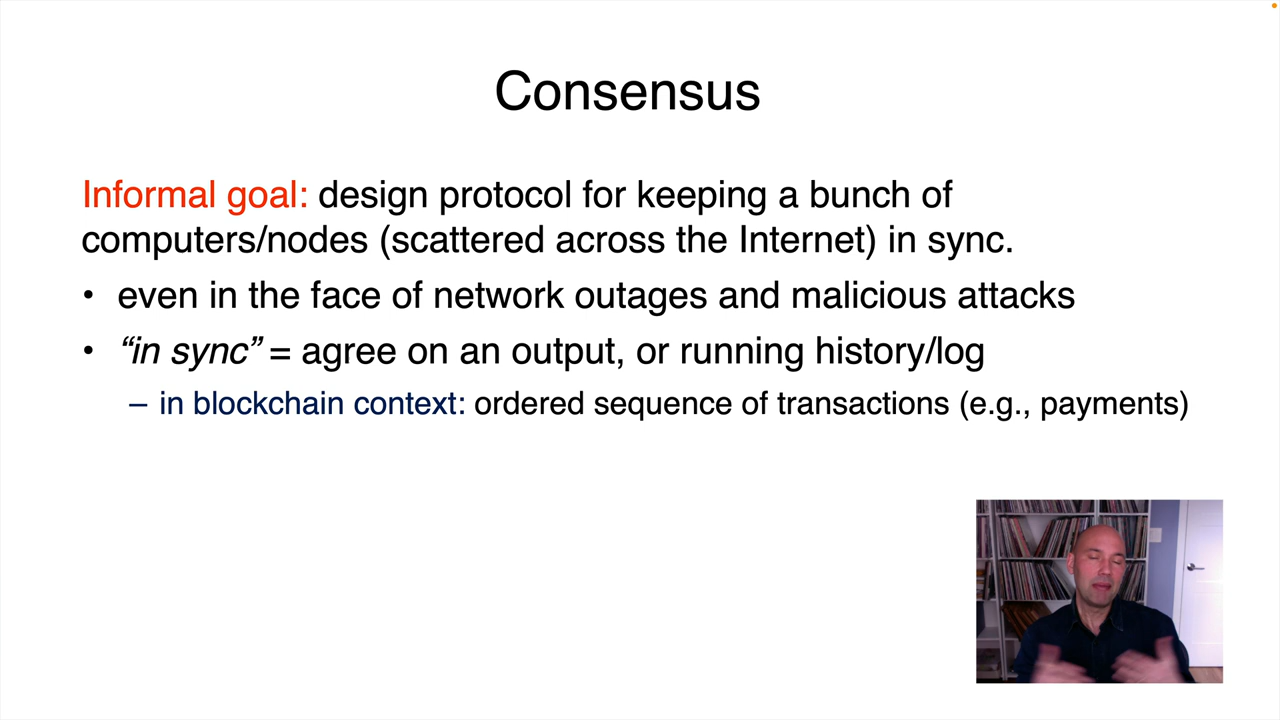 Consensus
Informal goal: design protocol for keeping a bunch of
computers/nodes (scattered across the Internet) in sync.
• even in the face of network outages and malicious attacks
• “in sync” = agree on an output, or running history/log
– in blockchain context: ordered sequence of transactions (e.g., payments)